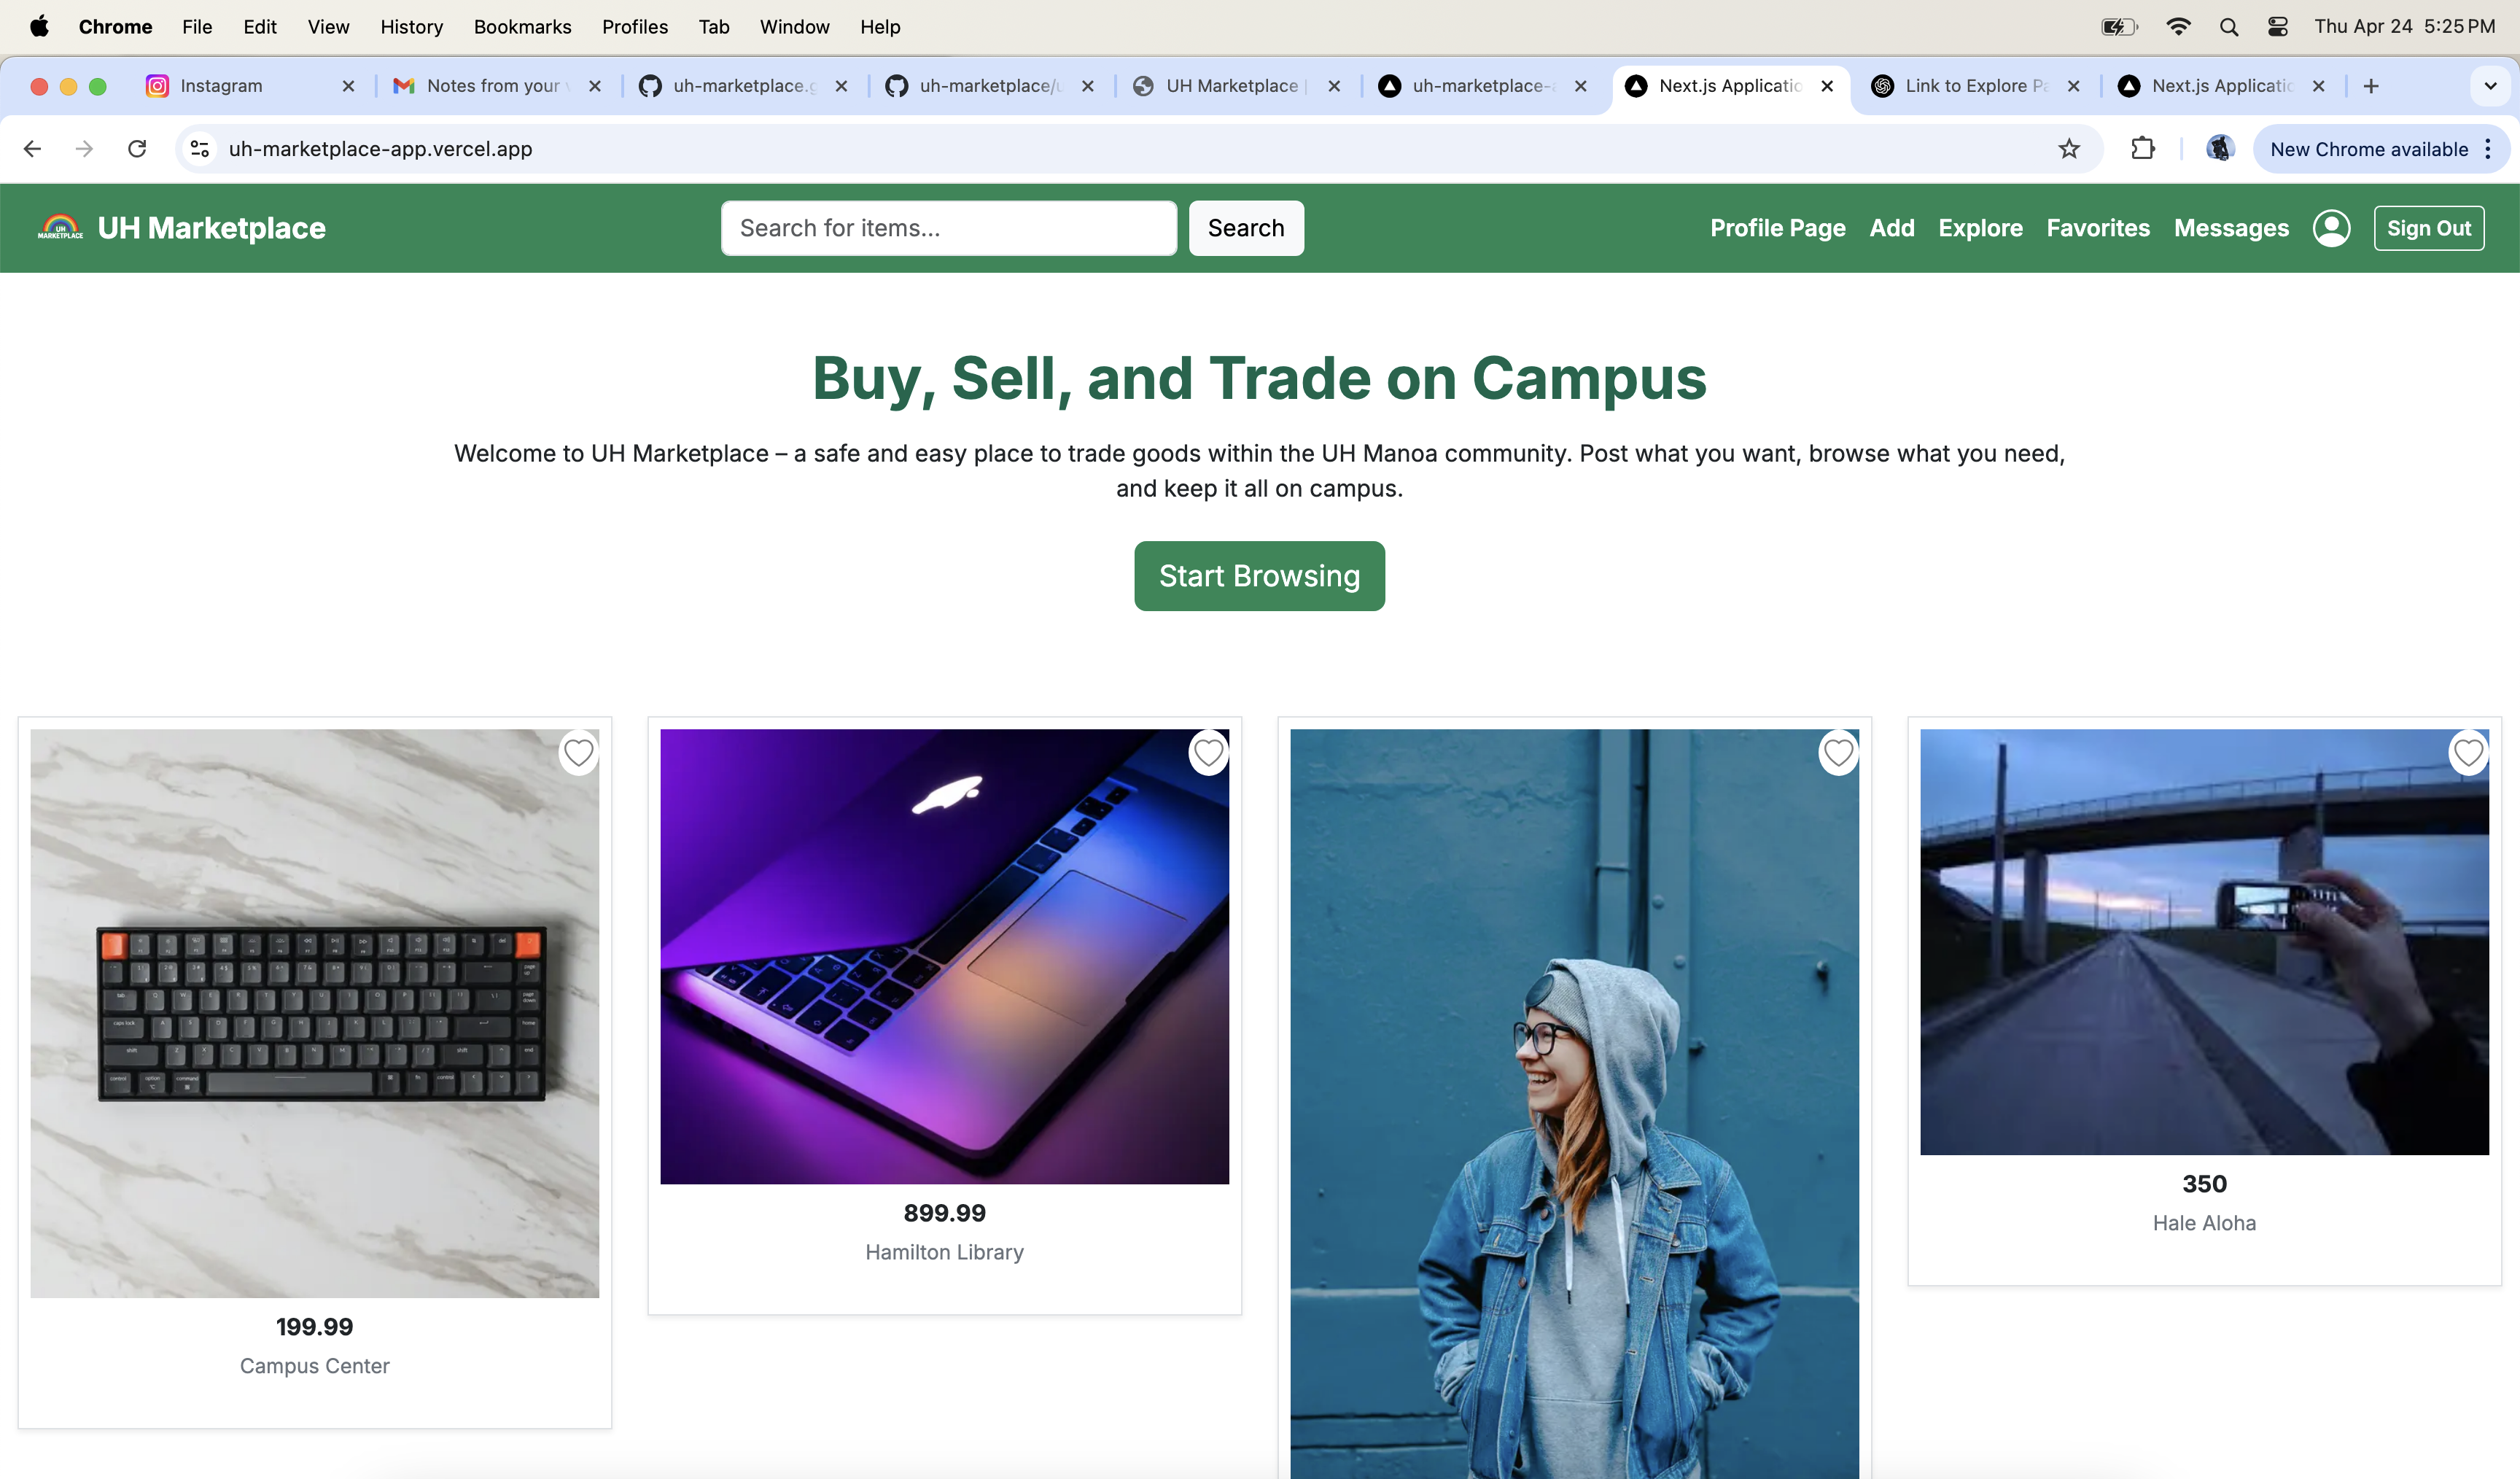 Chrome File Edit View History Bookmarks Profiles Tab Window Help Thu Apr 24 5:25 PM
Instagram Notes from your uh-marketplace.g uh-marketplace/u UH Marketplace | uh-marketplace- Next.js Applicatio Link to Explore Pa Next.js Applicatio
uh-marketplace-app.vercel.app New Chrome available
UH MARKETPLACE UH Marketplace Search for items... Search Profile Page Add Explore Favorites Messages Sign Out
Buy, Sell, and Trade on Campus
Welcome to UH Marketplace – a safe and easy place to trade goods within the UH Manoa community. Post what you want, browse what you need,
and keep it all on campus.
Start Browsing
199.99
Campus Center
899.99
Hamilton Library
350
Hale Aloha